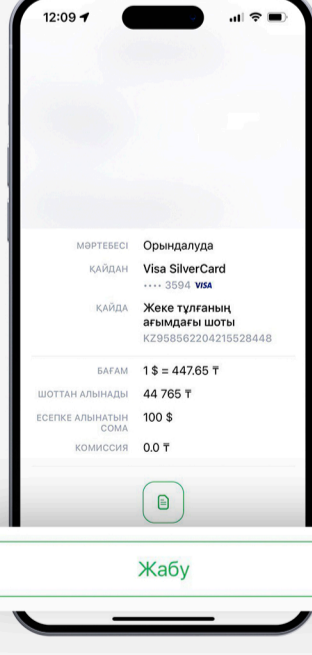 12:09
МӘРТЕБЕСІ Орындалуда
ҚАЙДАН Visa SilverCard
•••• 3594 VISA
ҚАЙДА Жеке тұлғаның
ағымдағы шоты
KZ958562204215528448
БАҒАМ 1 $ = 447.65 ₸
ШОТТАН АЛЫНАДЫ 44 765 ₸
ЕСЕПКЕ АЛЫНАТЫН
СОМА 100 $
КОМИССИЯ 0.0 ₸
Жабу